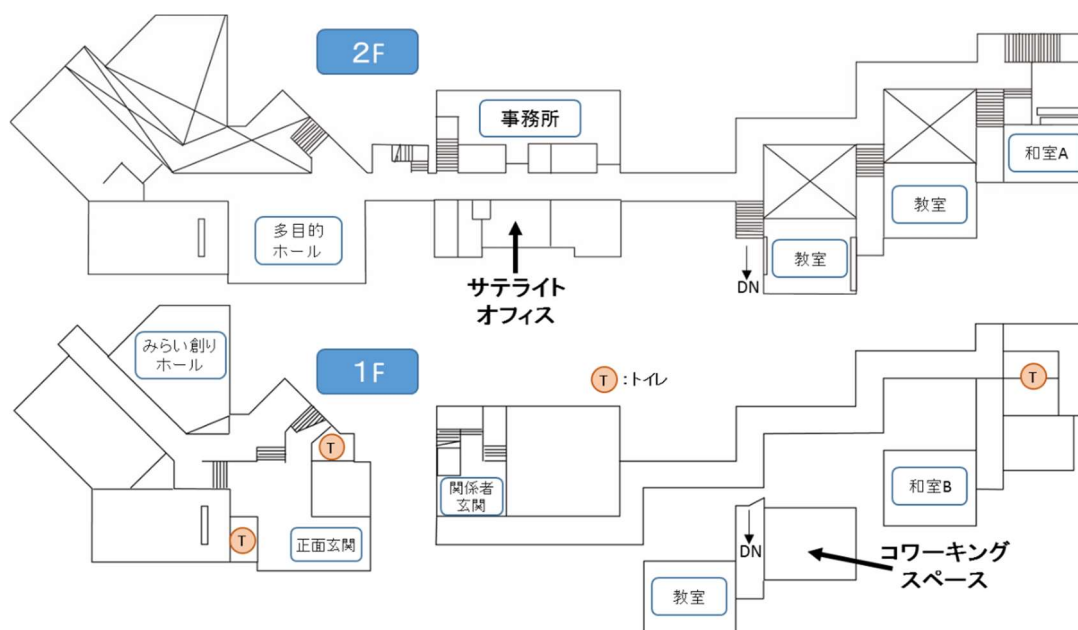 2F
事務所
和室A
教室
多目的
ホール
教室
サテライト
オフィス
DN
みらい創り
ホール
1F
T
:トイレ
T
T
関係者
玄関
和室B
T
正面玄関
DN
コワーキング
スペース
教室